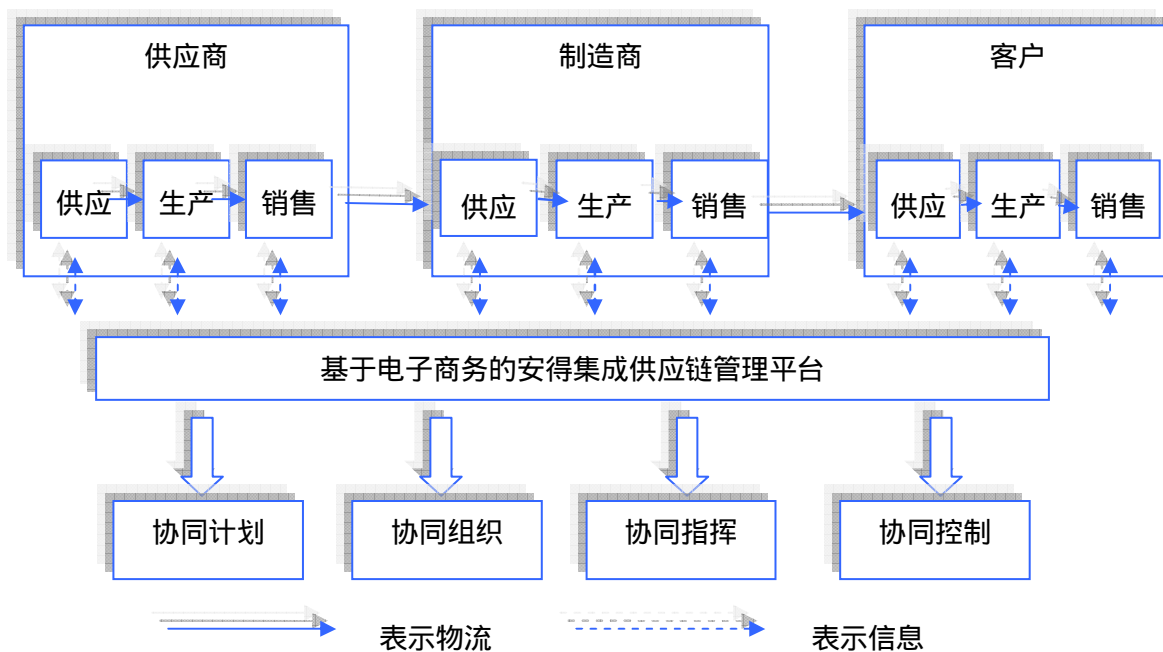 供应商
制造商
客户
供应
生产
销售
供应
生产
销售
供应
生产
销售
基于电子商务的安得集成供应链管理平台
协同计划
协同组织
协同指挥
协同控制
表示物流
表示信息